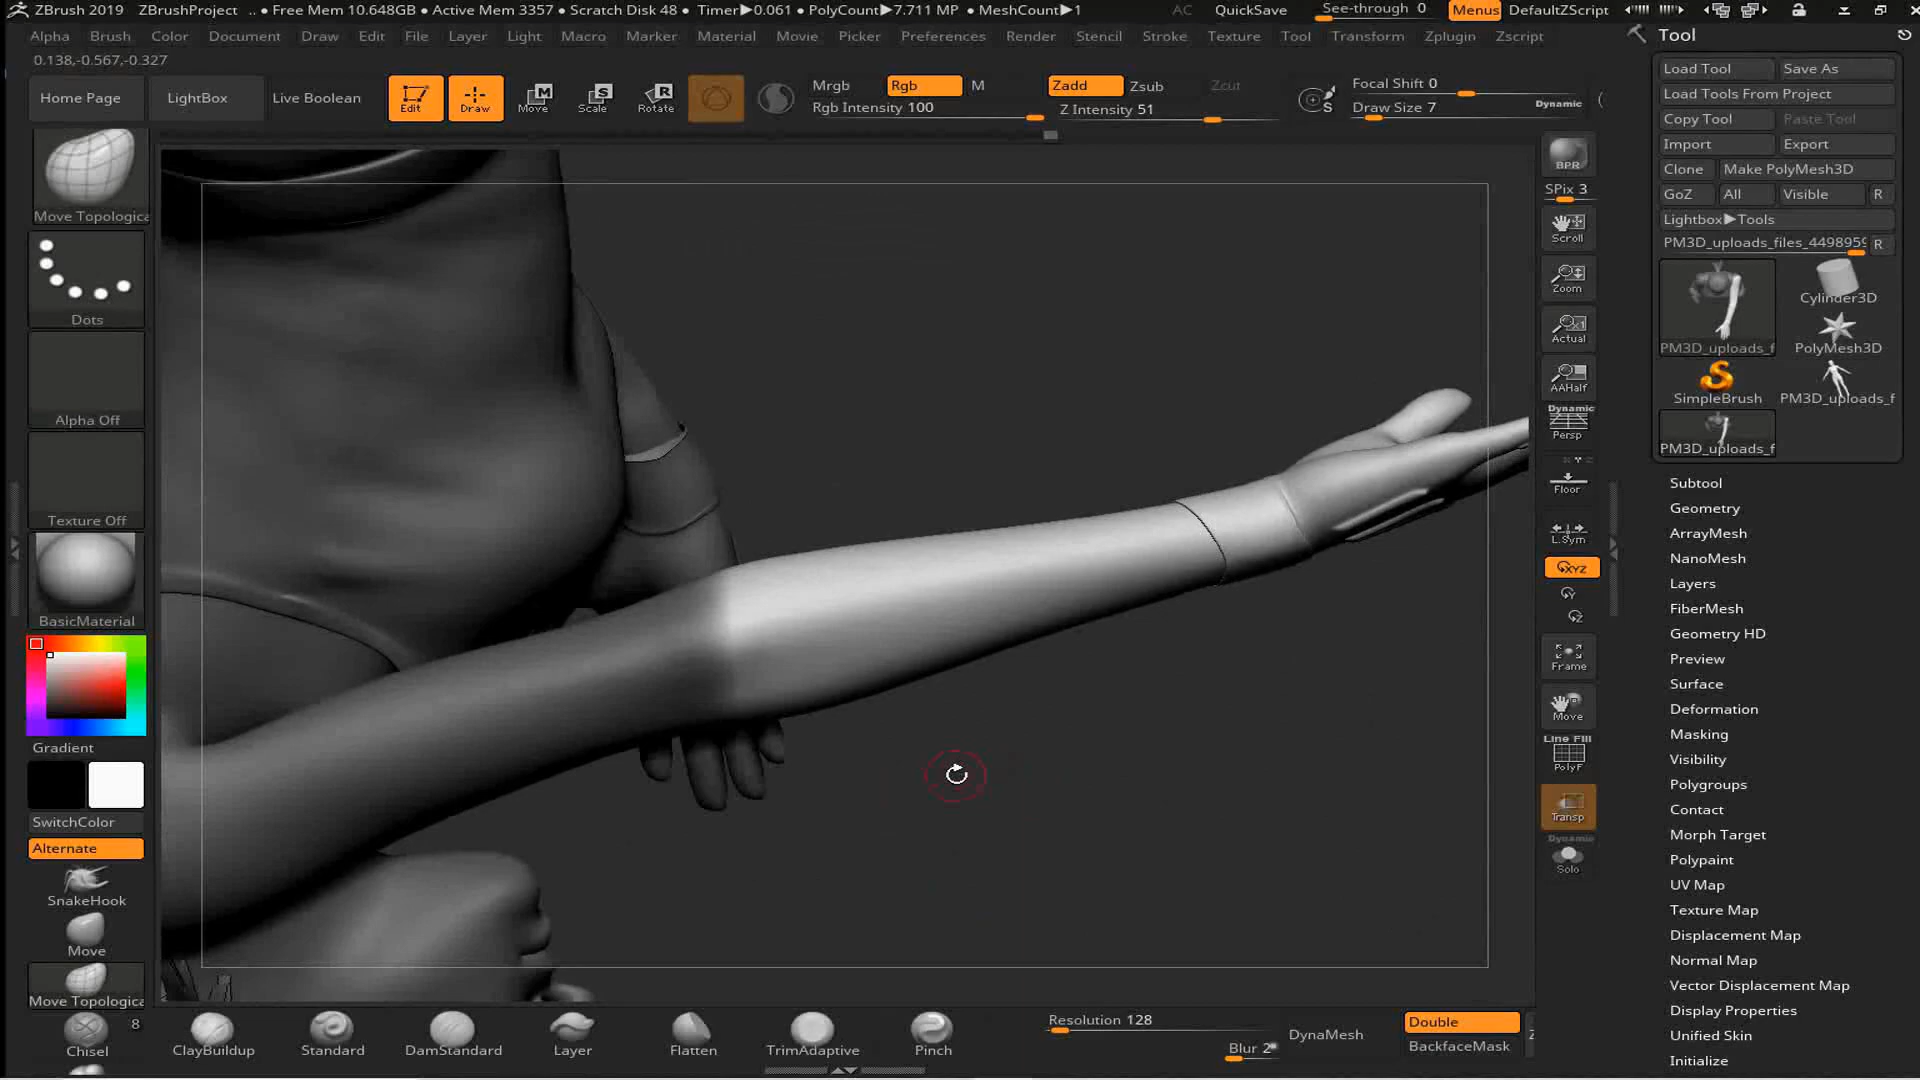 ZBrush 2019 ZBrushProject .. • Free Mem 10.648GB • Active Mem 3357 • Scratch Disk 48 • Timer▶0.061 • PolyCount▶7.711 MP • MeshCount▶1 AC QuickSave See-through 0 Menus DefaultZScript
Alpha Brush Color Document Draw Edit File Layer Light Macro Marker Material Movie Picker Preferences Render Stencil Stroke Texture Tool Transform Zplugin Zscript
0.138,-0.567,-0.327
Home Page LightBox Live Boolean Edit Draw Move Scale Rotate
Mrgb Rgb M Zadd Zsub Zcut Focal Shift 0
Rgb Intensity 100 Z Intensity 51 Draw Size 7 Dynamic
Move Topologica
Dots
Alpha Off
Texture Off
BasicMaterial
Gradient
SwitchColor
Alternate
SnakeHook
Move
Move Topologica
Chisel 8
ClayBuildup Standard DamStandard Layer Flatten TrimAdaptive Pinch
Resolution 128
Blur 2
DynaMesh
Double
BackfaceMask
BPR
SPix 3
Scroll
Zoom
Actual
AAHalf
Dynamic
Persp
Floor
L.Sym
XYZ
Frame
Move
Line Fill
PolyF
Transp
Dynamic
Solo
Tool
Load Tool Save As
Load Tools From Project
Copy Tool Paste Tool
Import Export
Clone Make PolyMesh3D
GoZ All Visible R
Lightbox▶Tools
PM3D_uploads_files_4498959 R
Cylinder3D
PM3D_uploads_f PolyMesh3D
SimpleBrush PM3D_uploads_f
PM3D_uploads_f
Subtool
Geometry
ArrayMesh
NanoMesh
Layers
FiberMesh
Geometry HD
Preview
Surface
Deformation
Masking
Visibility
Polygroups
Contact
Morph Target
Polypaint
UV Map
Texture Map
Displacement Map
Normal Map
Vector Displacement Map
Display Properties
Unified Skin
Initialize